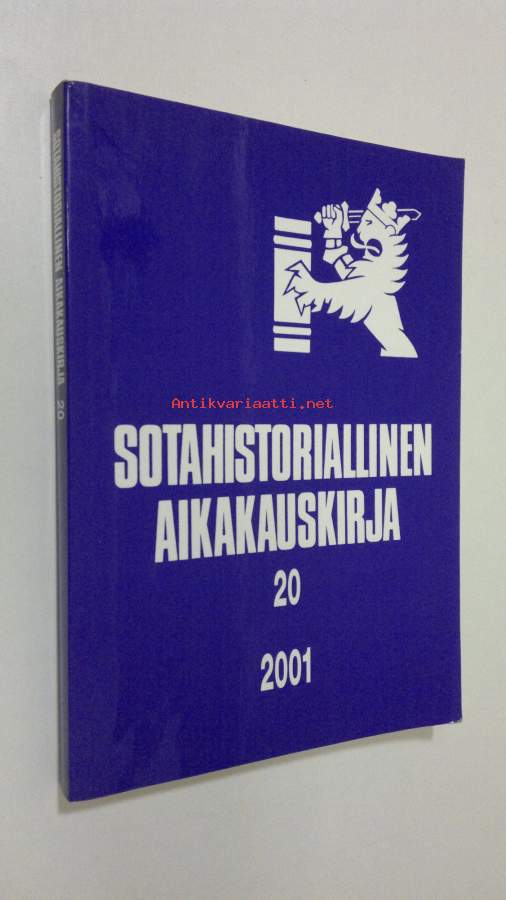 Antikvariaatti.net
SOTAHISTORIALLINEN
AIKAKAUSKIRJA
20
2001
SOTAHISTORIALLINEN AIKAKAUSKIRJA 20